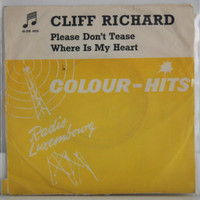 CLIFF RICHARD
Please Don't Tease
Where Is My Heart
COLOUR-HITS
Radio
Luxembourg